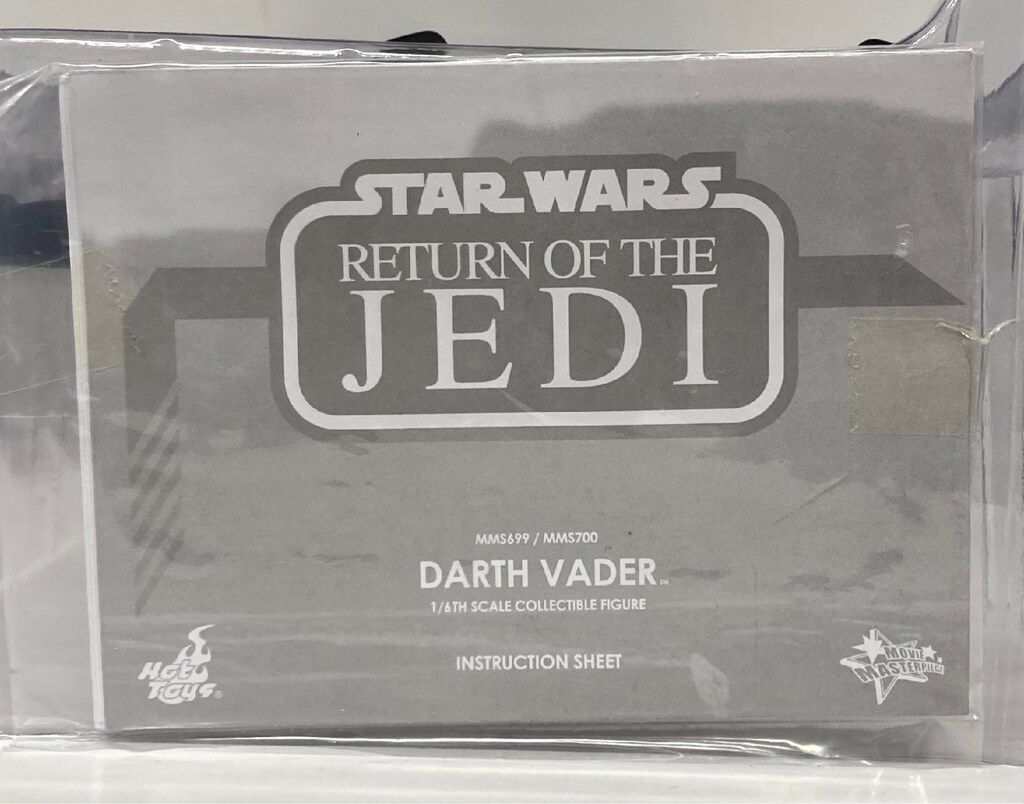 STAR WARS
RETURN OF THE
JEDI
MMS699 / MMS700
DARTH VADER™
1/6TH SCALE COLLECTIBLE FIGURE
INSTRUCTION SHEET
Hot
Toys®
MOVIE
MASTERPIECE